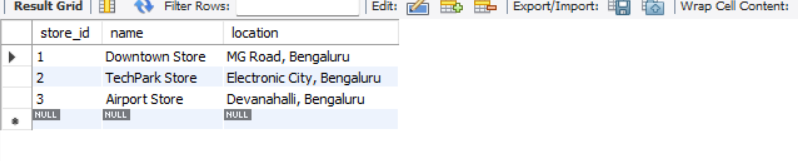 Result Grid Filter Rows: Edit: Export/Import: Wrap Cell Content:
store_id name location
1 Downtown Store MG Road, Bengaluru
2 TechPark Store Electronic City, Bengaluru
3 Airport Store Devanahalli, Bengaluru
NULL NULL NULL